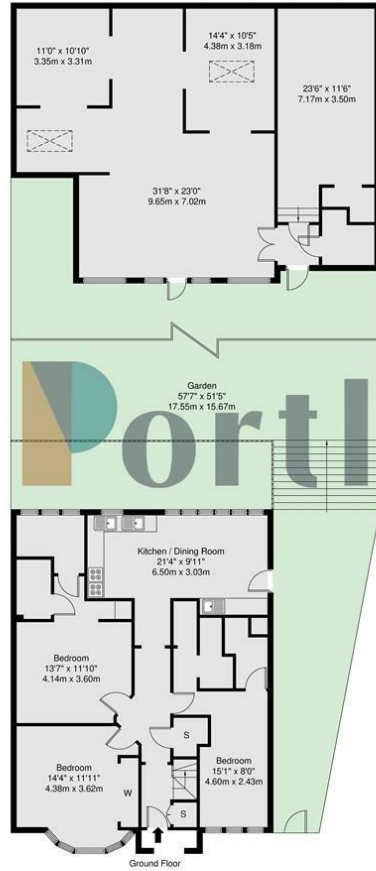 11'0" x 10'10"
3.35m x 3.31m
14'4" x 10'5"
4.38m x 3.18m
23'6" x 11'6"
7.17m x 3.50m
31'8" x 23'0"
9.65m x 7.02m
Garden
57'7" x 51'5"
17.55m x 15.67m
Portl
Kitchen / Dining Room
21'4" x 9'11"
6.50m x 3.03m
Bedroom
13'7" x 11'10"
4.14m x 3.60m
S
Bedroom
14'4" x 11'11"
4.38m x 3.62m
W
Bedroom
15'1" x 8'0"
4.60m x 2.43m
S
Ground Floor